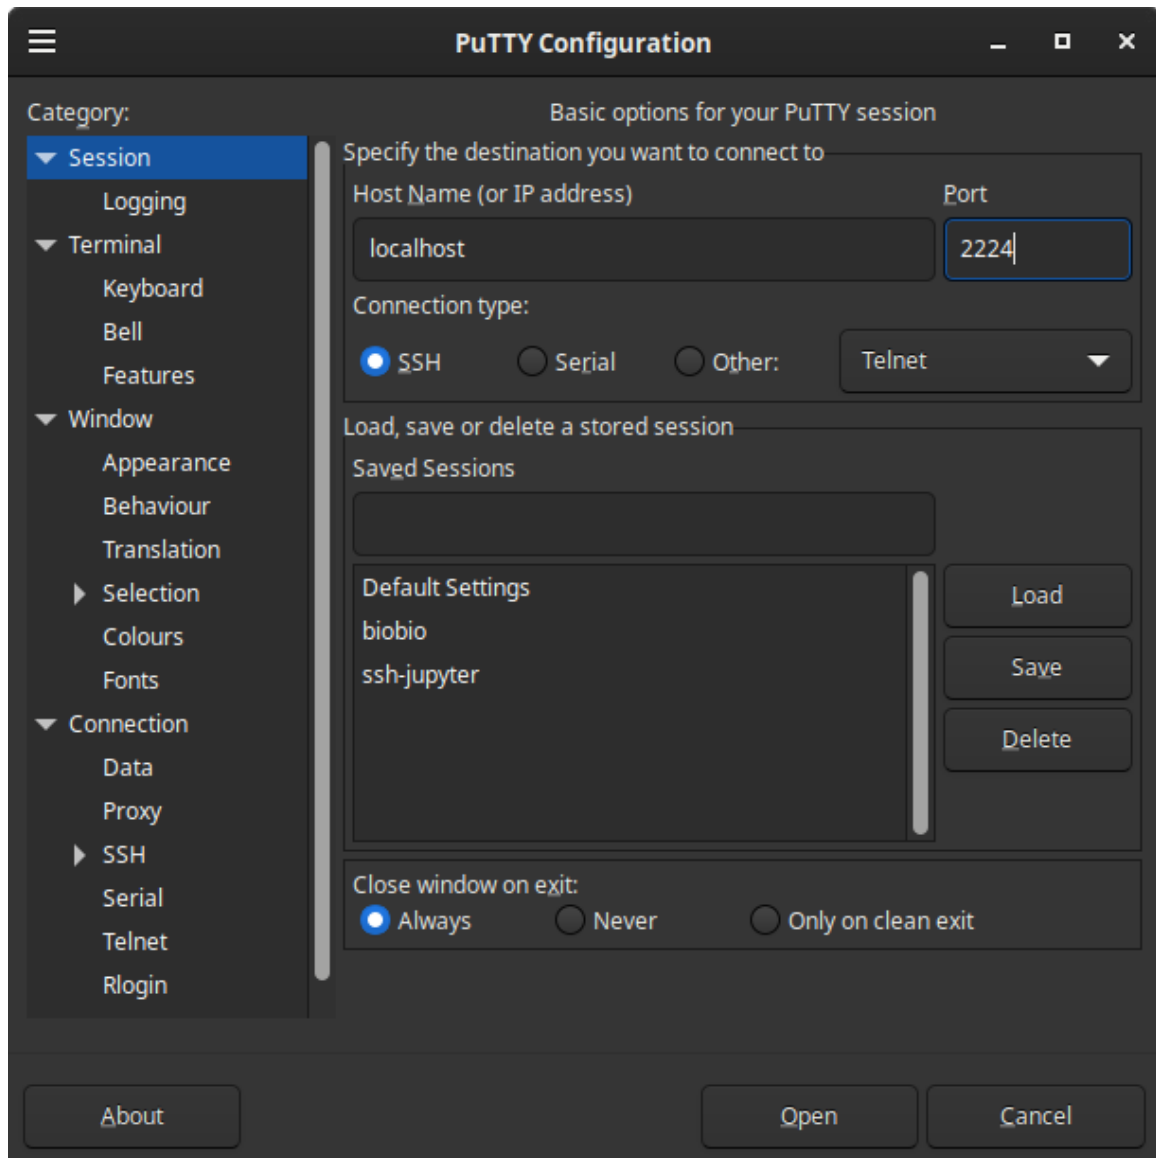 PuTTY Configuration
Category:
Session
Logging
Terminal
Keyboard
Bell
Features
Window
Appearance
Behaviour
Translation
Selection
Colours
Fonts
Connection
Data
Proxy
SSH
Serial
Telnet
Rlogin
Basic options for your PuTTY session
Specify the destination you want to connect to
Host Name (or IP address) Port
localhost 2224
Connection type:
SSH Serial Other: Telnet
Load, save or delete a stored session
Saved Sessions
Default Settings
biobio
ssh-jupyter
Load
Save
Delete
Close window on exit:
Always Never Only on clean exit
About Open Cancel